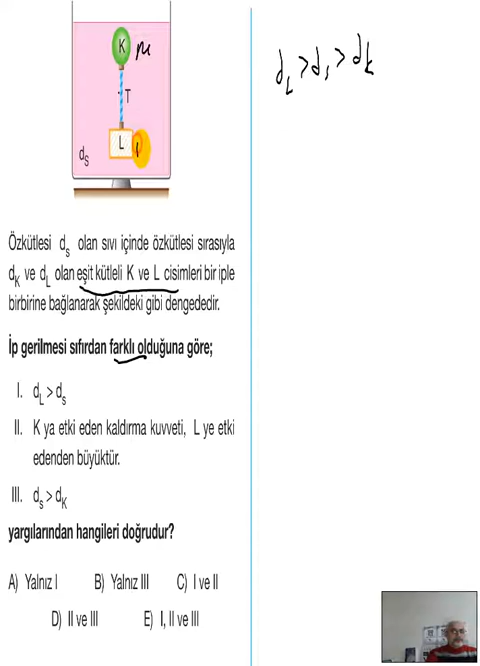 K m
T
L
dS
dL > ds > dK
Özkütlesi dS olan sıvı içinde özkütlesi sırasıyla
dK ve dL olan eşit kütleli K ve L cisimleri bir iple
birbirine bağlanarak şekildeki gibi dengededir.
İp gerilmesi sıfırdan farklı olduğuna göre;
I. dL > dS
II. K ya etki eden kaldırma kuvveti, L ye etki
edenden büyüktür.
III. dS > dK
yargılarından hangileri doğrudur?
A) Yalnız I B) Yalnız III C) I ve II
D) II ve III E) I, II ve III